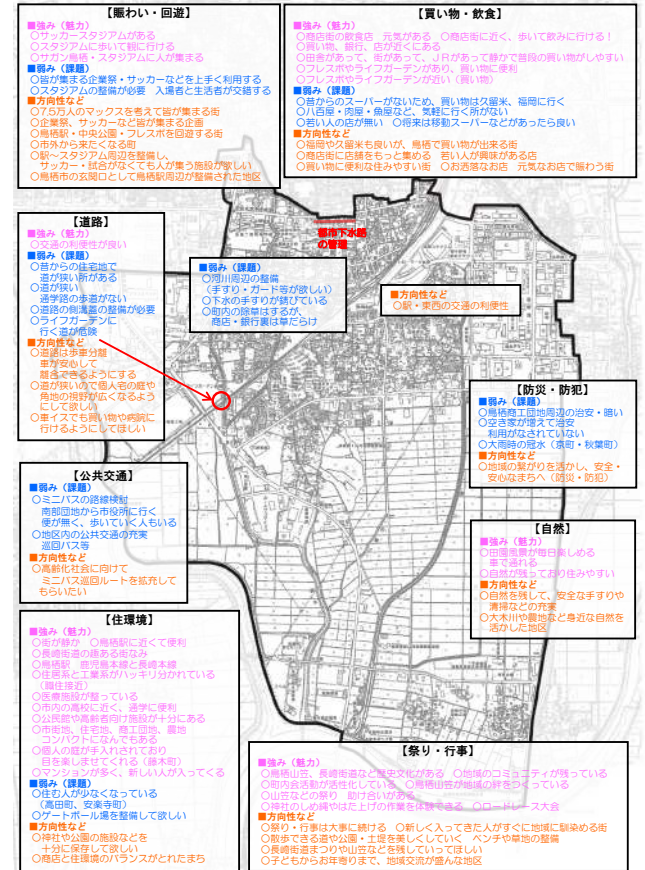 【賑わい・回遊】
■強み（魅力）
○サッカースタジアムがある
○スタジアムに歩いて観に行ける
○サガン鳥栖・スタジアムに人が集まる
■弱み（課題）
○皆が集まる企業祭・サッカーなどを上手く利用する
○スタジアムの整備が必要　入場者と生活者が交錯する
■方向性など
○7.5万人のマックスを考えて皆が集まる街
○企業祭、サッカーなど皆が集まる企画
○鳥栖駅・中央公園・フレスポを回遊する街
○市外から来たくなる町
○駅～スタジアム周辺を整備し、
サッカー・試合がなくても人が集う施設が欲しい
○鳥栖市の玄関口として鳥栖駅周辺が整備された地区
【買い物・飲食】
■強み（魅力）
○商店街の飲食店　元気がある　○商店街に近く、歩いて飲みに行ける！
○買い物、銀行、店が近くにある
○田舎があって、街があって、ＪＲがあって静かで普段の買い物がしやすい
○フレスポやライフガーデンがあり、買い物に便利
○フレスポやライフガーデンが近い（買い物）
■弱み（課題）
○昔からのスーパーがないため、買い物は久留米、福岡に行く
○八百屋・肉屋・魚屋など、気軽に行く所がない
○若い人の店が無い　○将来は移動スーパーなどがあったら良い
■方向性など
○福岡や久留米も良いが、鳥栖で買い物が出来る街
○商店街に店舗をもっと集める　若い人が興味がある店
○買い物に便利な住みやすい街　○お洒落なお店　元気なお店で賑わう街
【道路】
■強み（魅力）
○交通の利便性が良い
■弱み（課題）
○昔からの住宅地で
道が狭い所がある
○道が狭い
通学路の歩道がない
○道路の側溝蓋の整備が必要
○ライフガーデンに
行く道が危険
■方向性など
○道路は歩車分離
車が安心して
離合できるようにする
○道が狭いので個人宅の庭や
角地の視野が広くなるよう
にして欲しい
○車イスでも買い物や病院に
行けるようにしてほしい
都市下水路
の管理
■弱み（課題）
○河川周辺の整備
（手すり・ガード等が欲しい）
○下水の手すりが錆びている
○町内の除草はするが、
商店・銀行裏は草だらけ
■方向性など
○駅・東西の交通の利便性
【防災・防犯】
■弱み（課題）
○鳥栖商工団地周辺の治安・暗い
○空き家が増えて治安
利用がなされていない
○大雨時の冠水（京町・秋葉町）
■方向性など
○地域の繋がりを活かし、安全・
安心なまちへ（防災・防犯）
【公共交通】
■弱み（課題）
○ミニバスの路線検討
南部団地から市役所に行く
便が無く、歩いていく人もいる
○地区内の公共交通の充実
巡回バス等
■方向性など
○高齢化社会に向けて
ミニバス巡回ルートを拡充して
もらいたい
【自然】
■強み（魅力）
○田園風景が毎日楽しめる
車で通れる
○自然が残っており住みやすい
■方向性など
○自然を残して、安全な手すりや
清掃などの充実
○大木川や農地など身近な自然を
活かした地区
【住環境】
■強み（魅力）
○街が静か　○鳥栖駅に近くて便利
○長崎街道の趣ある街なみ
○鳥栖駅　鹿児島本線と長崎本線
○住居系と工業系がハッキリ分かれている
（職住接近）
○医療施設が整っている
○市内の高校に近く、通学に便利
○公民館や高齢者向け施設が十分にある
○市街地、住宅地、商工団地、農地
コンパクトになんでもある
○個人の庭が手入されており
目を楽しませてくれる（藤木町）
○マンションが多く、新しい人が入ってくる
■弱み（課題）
○住む人が少なくなっている
（高田町、安楽寺町）
○ゲートボール場を整備して欲しい
■方向性など
○神社や公園の施設などを
十分に保存して欲しい
○商店と住環境のバランスがとれたまち
【祭り・行事】
■強み（魅力）
○鳥栖山笠、長崎街道など歴史文化がある　○地域のコミュニティが残っている
○町内会活動が活性化している　○鳥栖山笠が地域の絆をつくっている
○山笠などの祭り　助け合いがある
○神社のしめ縄やはた上げの作業を体験できる　○ロードレース大会
■方向性など
○祭り・行事は大事に続ける　○新しく入ってきた人がすぐに地域に馴染める街
○散歩できる道や公園・土堤を美しくしていく　ベンチや草地の整備
○長崎街道まつりや山笠などを残していってほしい
○子どもからお年寄りまで、地域交流が盛んな地区